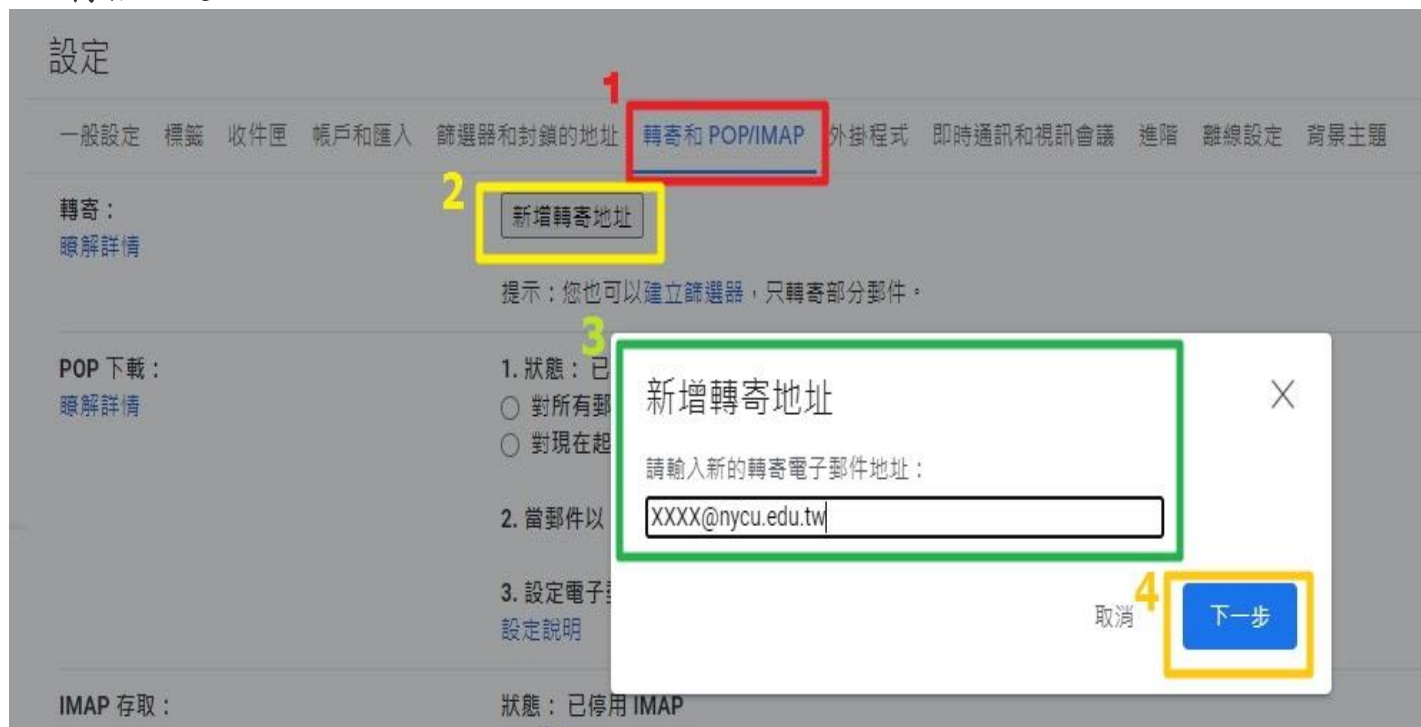 設定
1
一般設定 標籤 收件匣 帳戶和匯入 篩選器和封鎖的地址 轉寄和 POP/IMAP 外掛程式 即時通訊和視訊會議 進階 離線設定 背景主題
2
轉寄：
瞭解詳情
新增轉寄地址
提示：您也可以建立篩選器，只轉寄部分郵件。
3
POP 下載：
瞭解詳情
1. 狀態： 已
對所有郵
對現在起
2. 當郵件以
3. 設定電子
設定說明
新增轉寄地址
請輸入新的轉寄電子郵件地址：
XXXX@nycu.edu.tw
取消
4
下一步
IMAP 存取：
狀態： 已停用 IMAP